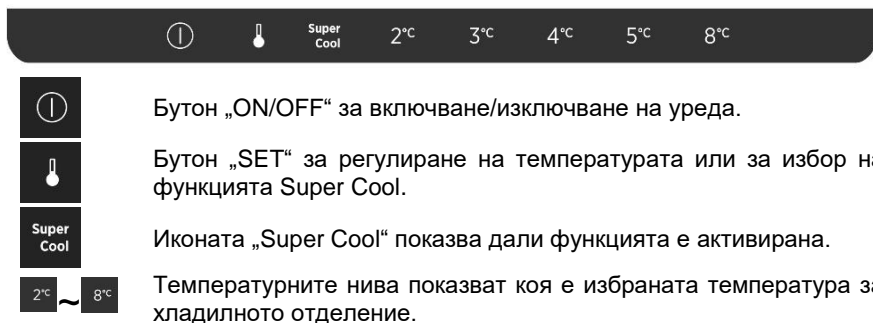 Super Cool 2°C 3°C 4°C 5°C 8°C
Бутон „ON/OFF“ за включване/изключване на уреда.
Бутон „SET“ за регулиране на температурата или за избор на
функцията Super Cool.
Super
Cool
Иконата „Super Cool“ показва дали функцията е активирана.
2°C ~ 8°C
Температурните нива показват коя е избраната температура за
хладилното отделение.